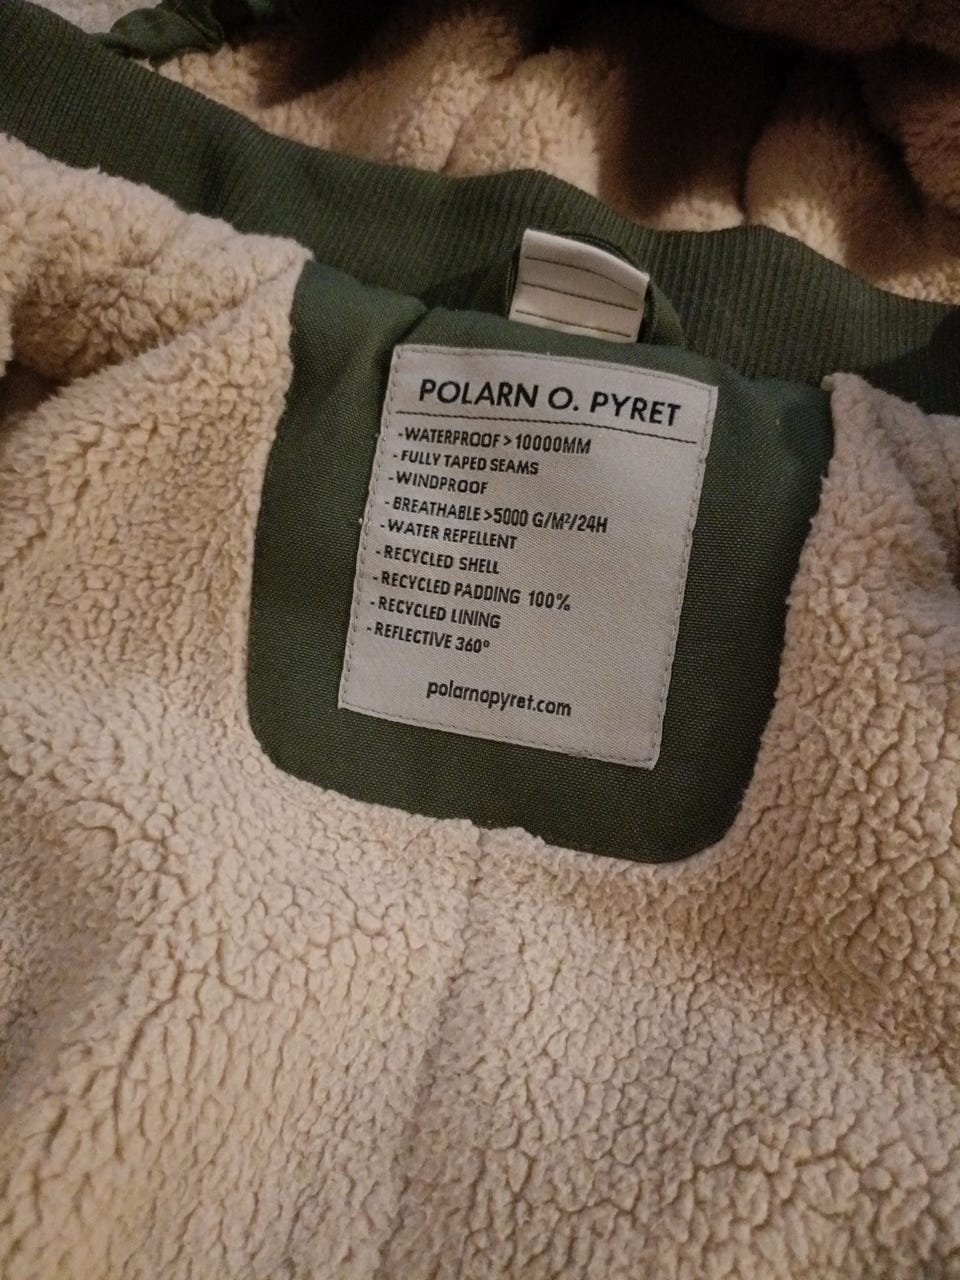 POLARN O. PYRET
-WATERPROOF>10000MM
-FULLY TAPED SEAMS
-WINDPROOF
-BREATHABLE >5000 G/M²/24H
-WATER REPELLENT
-RECYCLED SHELL
-RECYCLED PADDING 100%
-RECYCLED LINING
-REFLECTIVE 360°
polarnopyret.com